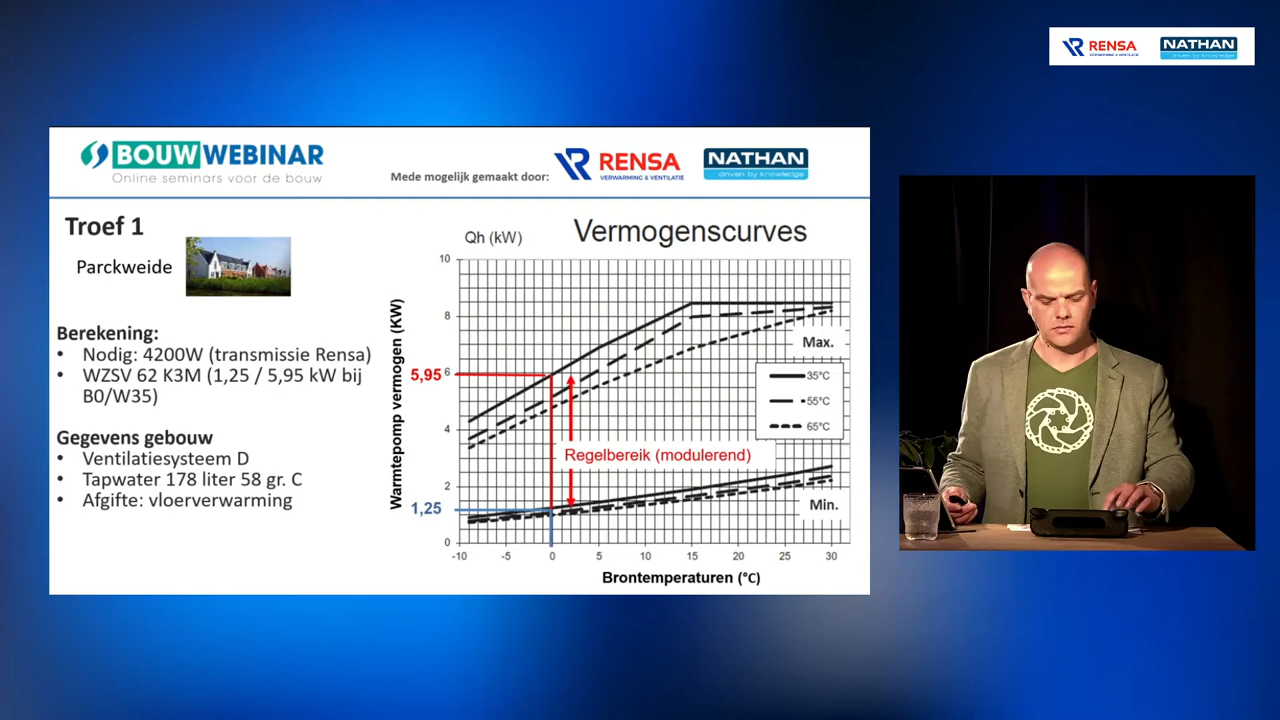 RENSA
VERWARMING & VENTILATIE
NATHAN
driven by knowledge
BOUWWEBINAR
Online seminars voor de bouw
Mede mogelijk gemaakt door:
RENSA
VERWARMING & VENTILATIE
NATHAN
driven by knowledge
Troef 1
Parckweide
Berekening:
• Nodig: 4200W (transmissie Rensa)
• WZSV 62 K3M (1,25 / 5,95 kW bij
B0/W35)
Gegevens gebouw
• Ventilatiesysteem D
• Tapwater 178 liter 58 gr. C
• Afgifte: vloerverwarming
Qh (kW)
Vermogenscurves
Warmtepomp vermogen (KW)
10
8
6
4
2
0
5,95
1,25
Max.
35°C
55°C
65°C
Regelbereik (modulerend)
Min.
-10 -5 0 5 10 15 20 25 30
Brontemperaturen (°C)